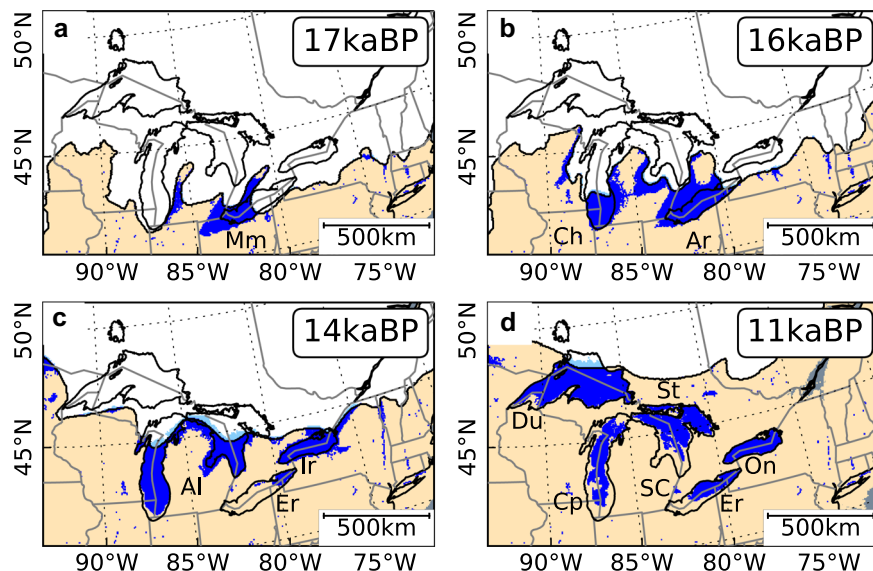 a
17kaBP
50°N
45°N
Mm
500km
90°W
85°W
80°W
75°W
b
16kaBP
50°N
45°N
Ch
Ar
500km
90°W
85°W
80°W
75°W
c
14kaBP
50°N
45°N
Al
Ir
Er
500km
90°W
85°W
80°W
75°W
d
11kaBP
50°N
45°N
St
Du
On
Cp
SC
Er
500km
90°W
85°W
80°W
75°W